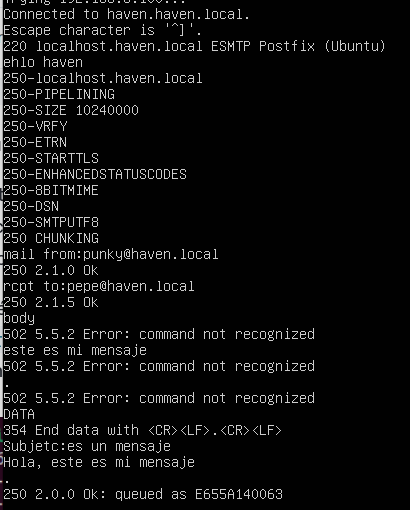 Connected to haven.haven.local.
Escape character is '^]'.
220 localhost.haven.local ESMTP Postfix (Ubuntu)
ehlo haven
250-localhost.haven.local
250-PIPELINING
250-SIZE 10240000
250-VRFY
250-ETRN
250-STARTTLS
250-ENHANCEDSTATUSCODES
250-8BITMIME
250-DSN
250-SMTPUTF8
250 CHUNKING
mail from:punky@haven.local
250 2.1.0 Ok
rcpt to:pepe@haven.local
250 2.1.5 Ok
body
502 5.5.2 Error: command not recognized
este es mi mensaje
502 5.5.2 Error: command not recognized
.
502 5.5.2 Error: command not recognized
DATA
354 End data with <CR><LF>.<CR><LF>
Subjetc:es un mensaje
Hola, este es mi mensaje
.
250 2.0.0 Ok: queued as E655A140063